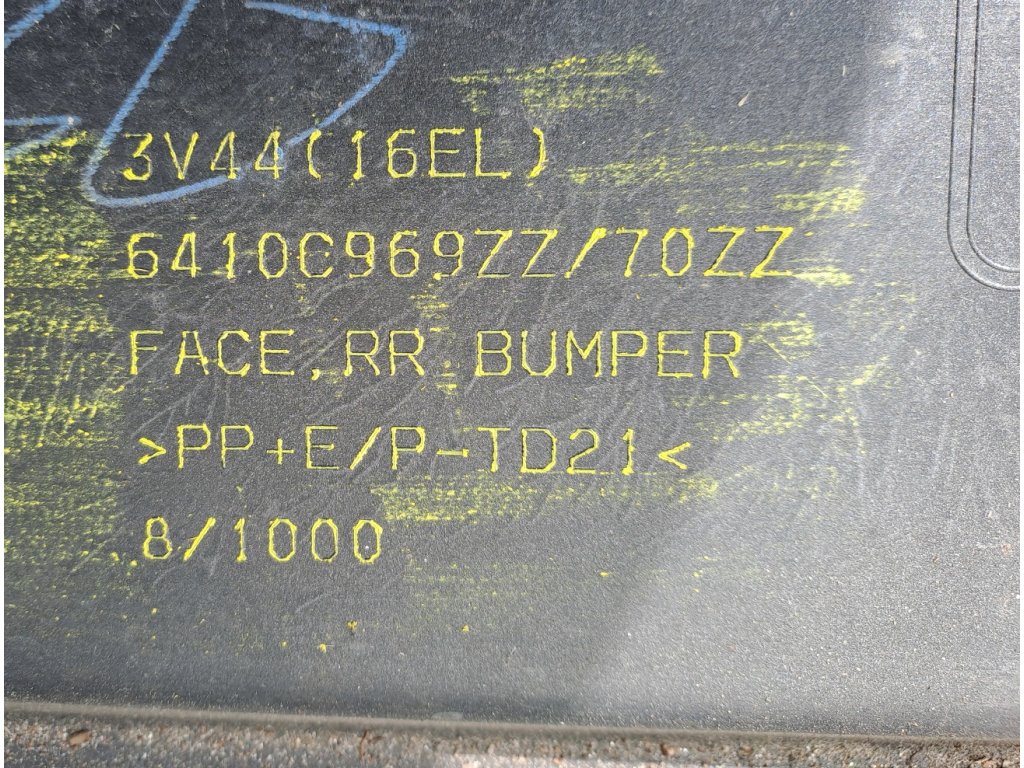 3V44(16EL)
6410C969ZZ/70ZZ
FACE,RR BUMPER
>PP+E/P-TD21<
8/1000